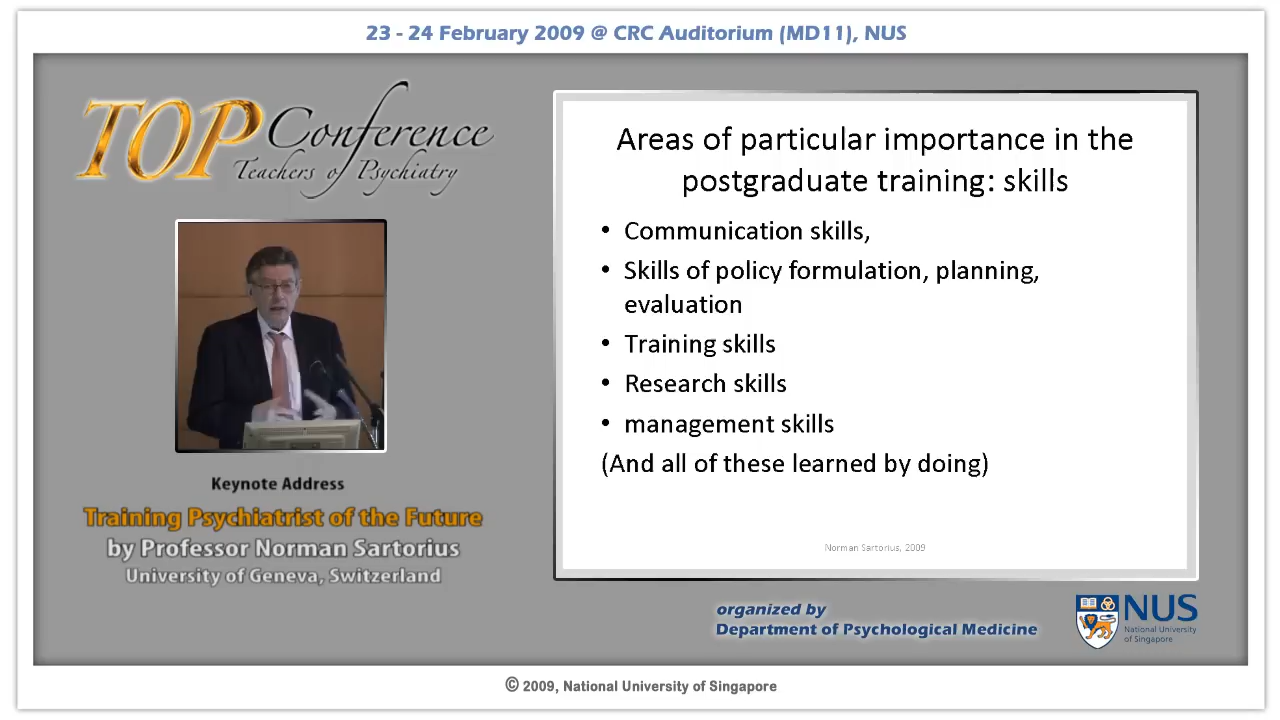 23 - 24 February 2009 @ CRC Auditorium (MD11), NUS
TOP Conference
Teachers of Psychiatry
Keynote Address
Training Psychiatrist of the Future
by Professor Norman Sartorius
University of Geneva, Switzerland
Areas of particular importance in the
postgraduate training: skills
• Communication skills,
• Skills of policy formulation, planning,
evaluation
• Training skills
• Research skills
• management skills
(And all of these learned by doing)
Norman Sartorius, 2009
organized by
Department of Psychological Medicine
NUS
National University
of Singapore
© 2009, National University of Singapore